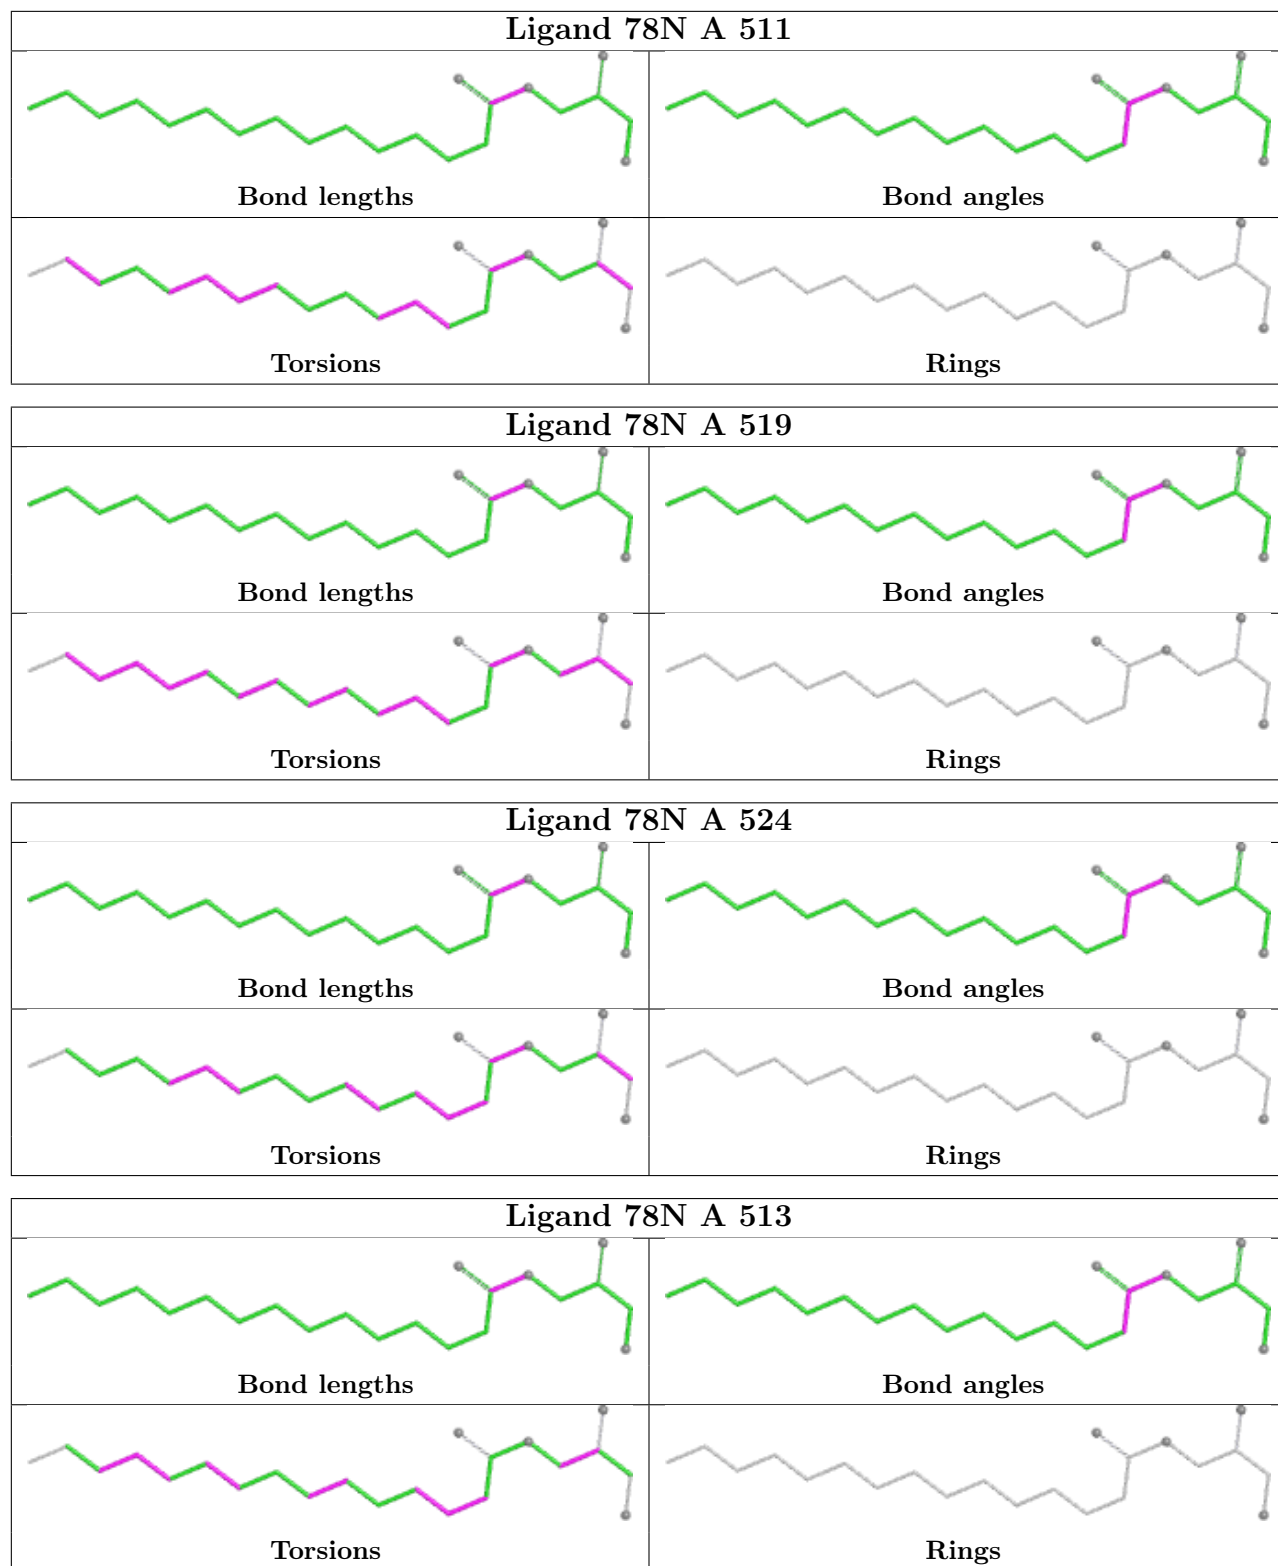 Ligand 78N A 511
Bond lengths Bond angles
Torsions Rings
Ligand 78N A 519
Bond lengths Bond angles
Torsions Rings
Ligand 78N A 524
Bond lengths Bond angles
Torsions Rings
Ligand 78N A 513
Bond lengths Bond angles
Torsions Rings